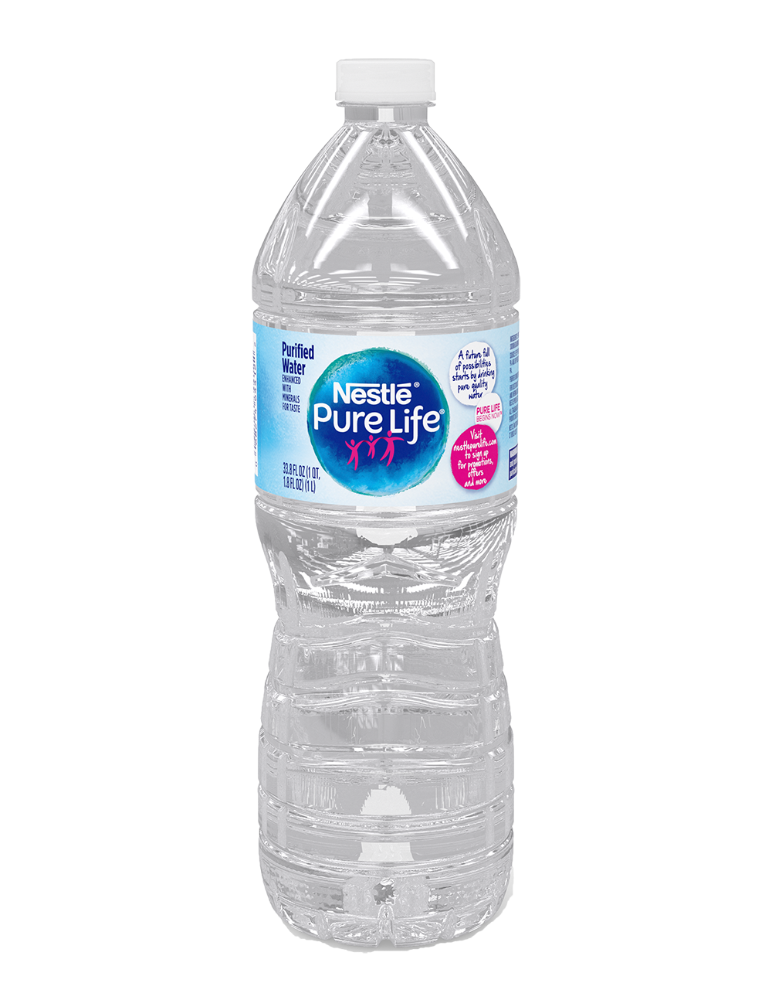 Purified
Water
ENHANCED
WITH
MINERALS
FOR TASTE
33.8 FL OZ (1 QT,
1.8 FL OZ) (1 L)
Nestlé®
Pure Life®
A future full
of possibilities
starts by drinking
pure quality
water
PURE LIFE
BEGINS NOW™
Visit
nestlepurelife.com
to sign up
for promotions,
offers
and more